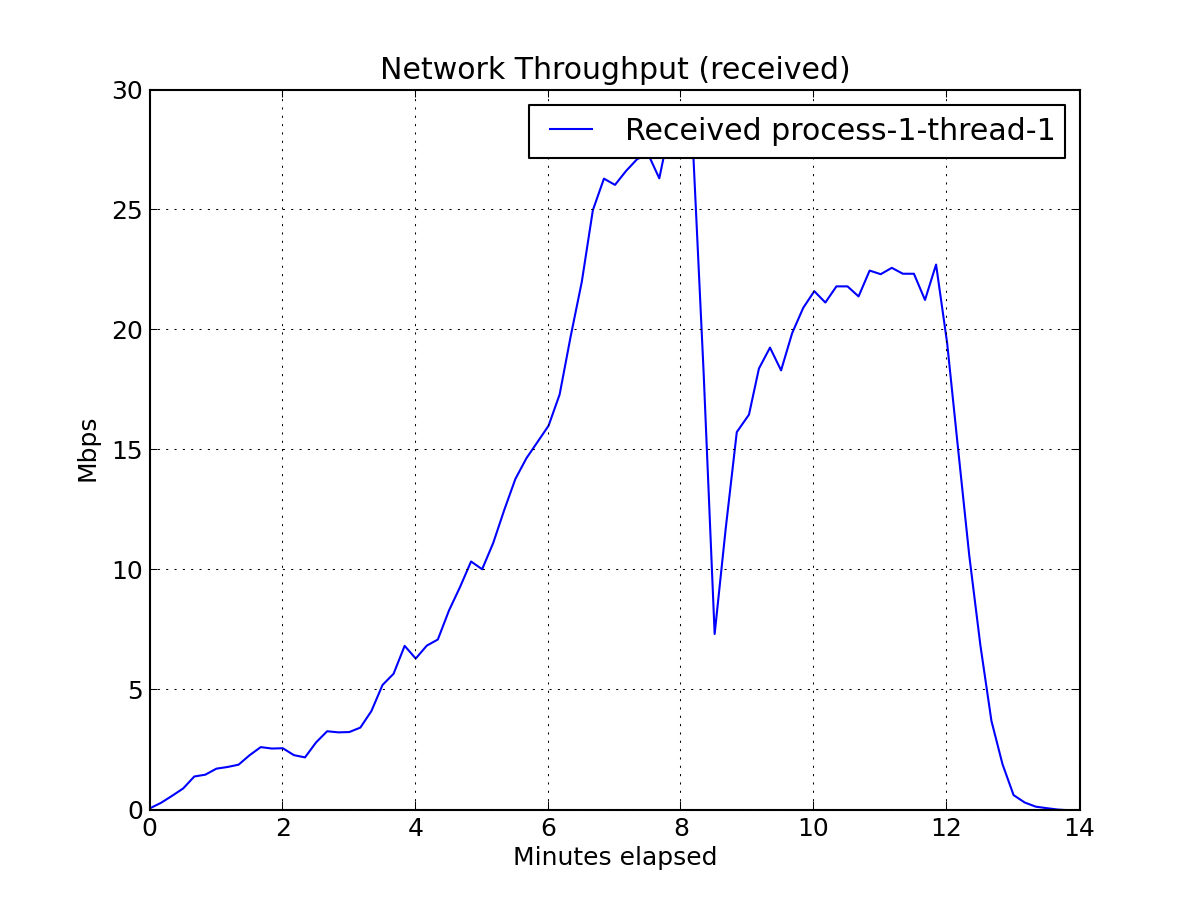 Network Throughput (received)
Received process-1-thread-1
30
25
20
15
10
5
0
Mbps
0 2 4 6 8 10 12 14
Minutes elapsed